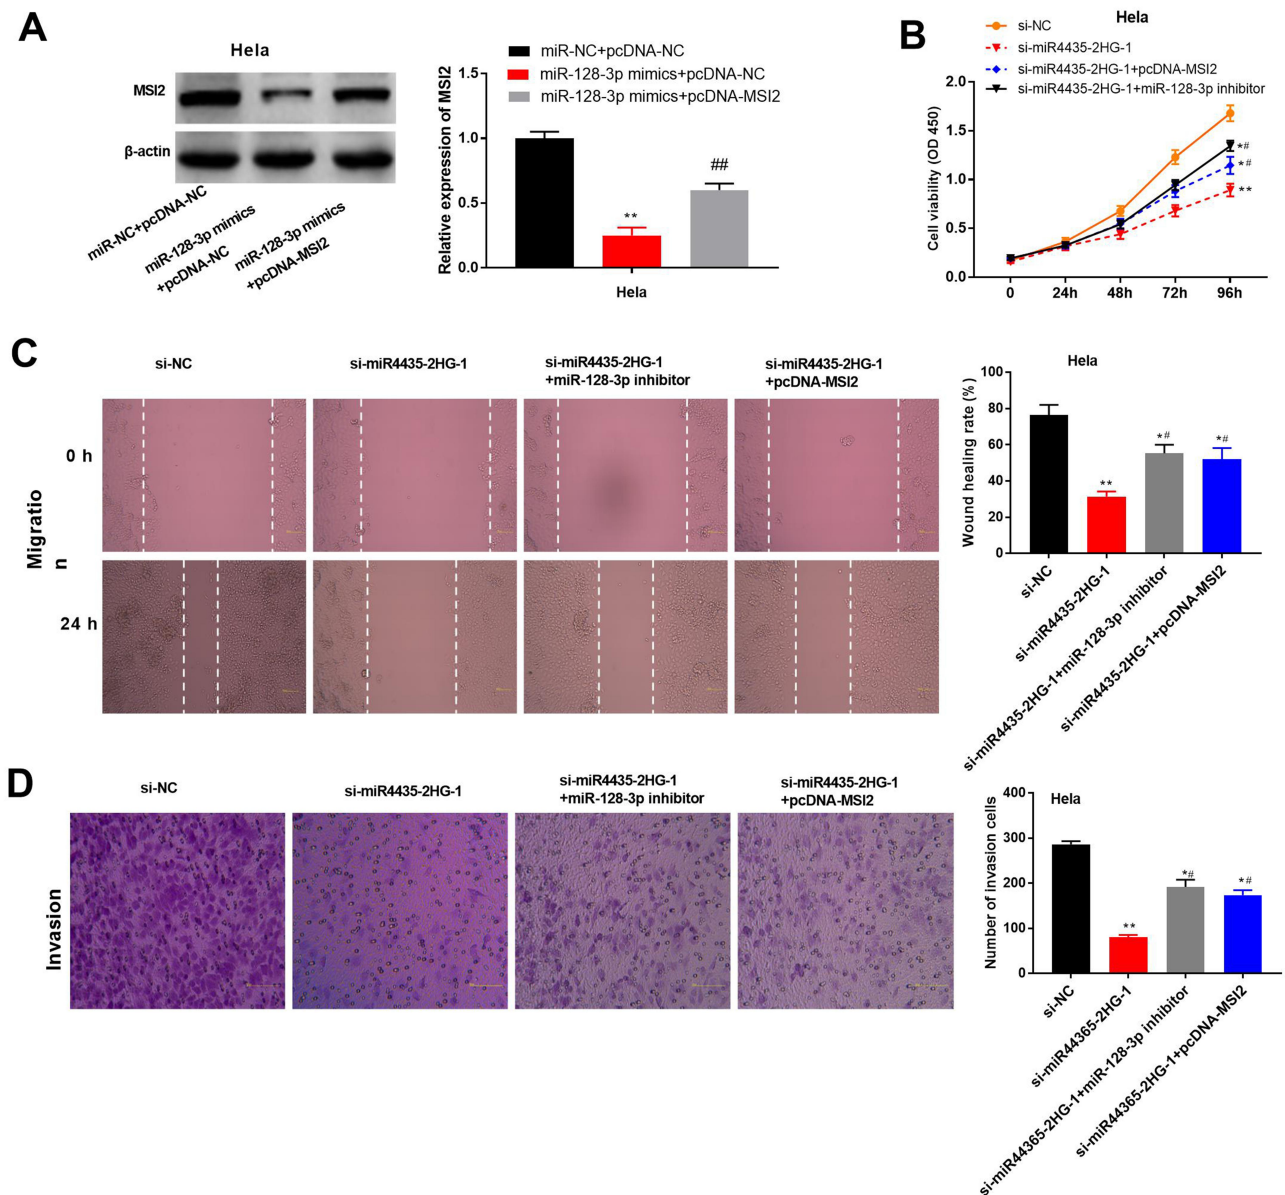 A
Hela
MSI2
β-actin
miR-NC+pcDNA-NC
miR-128-3p mimics
+pcDNA-NC
miR-128-3p mimics
+pcDNA-MSI2
miR-NC+pcDNA-NC
miR-128-3p mimics+pcDNA-NC
miR-128-3p mimics+pcDNA-MSI2
Relative expression of MSI2
1.5
1.0
0.5
0.0
**
##
Hela
B
Hela
si-NC
si-miR4435-2HG-1
si-miR4435-2HG-1+pcDNA-MSI2
si-miR4435-2HG-1+miR-128-3p inhibitor
Cell viability (OD 450)
2.0
1.5
1.0
0.5
0.0
*#
*#
**
0 24h 48h 72h 96h
C
si-NC
si-miR4435-2HG-1
si-miR4435-2HG-1
+miR-128-3p inhibitor
si-miR4435-2HG-1
+pcDNA-MSI2
Migratio
n
0 h
24 h
Hela
Wound healing rate (%)
100
80
60
40
20
0
**
*#
*#
si-NC
si-miR4435-2HG-1
si-miR4435-2HG-1+miR-128-3p inhibitor
si-miR4435-2HG-1+pcDNA-MSI2
D
si-NC
si-miR4435-2HG-1
si-miR4435-2HG-1
+miR-128-3p inhibitor
si-miR4435-2HG-1
+pcDNA-MSI2
Invasion
Hela
Number of invasion cells
400
300
200
100
0
**
*#
*#
si-NC
si-miR44365-2HG-1
si-miR44365-2HG-1+miR-128-3p inhibitor
si-miR44365-2HG-1+pcDNA-MSI2